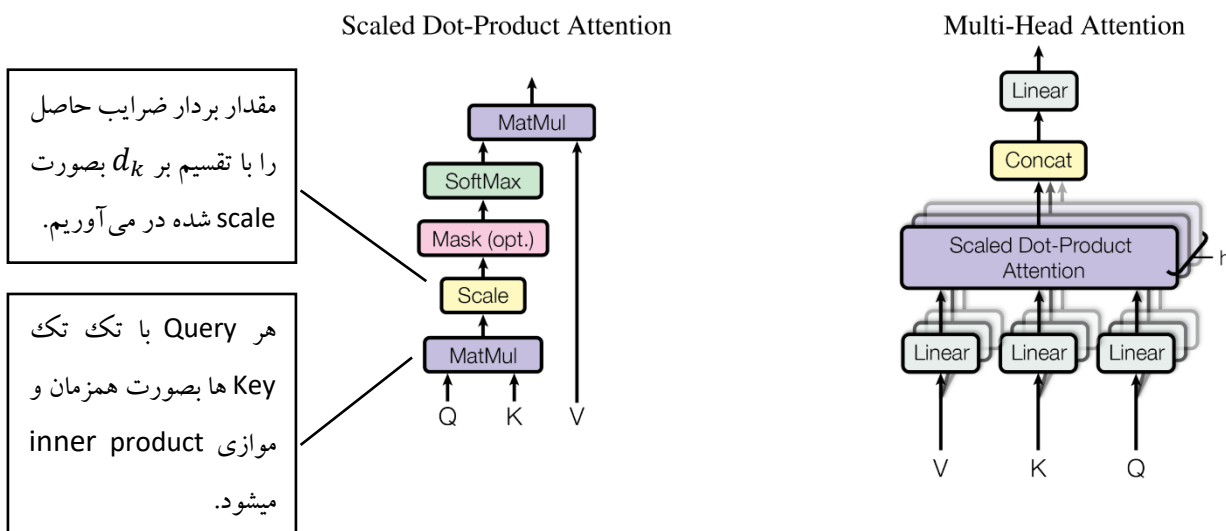 Scaled Dot-Product Attention
مقدار بردار ضرایب حاصل
را با تقسیم بر d_k بصورت
scale شده در می‌آوریم.
هر Query با تک تک
Key ها بصورت همزمان و
موازی inner product
میشود.
MatMul
SoftMax
Mask (opt.)
Scale
MatMul
Q K V
Multi-Head Attention
Linear
Concat
Scaled Dot-Product
Attention
h
Linear Linear Linear
V K Q